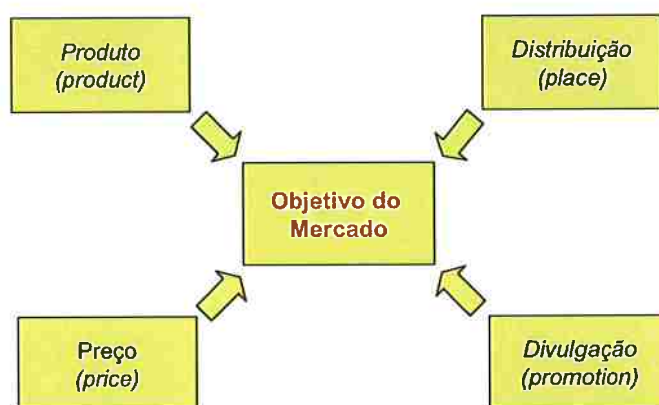 Produto
(product)
Distribuição
(place)
Objetivo do
Mercado
Preço
(price)
Divulgação
(promotion)